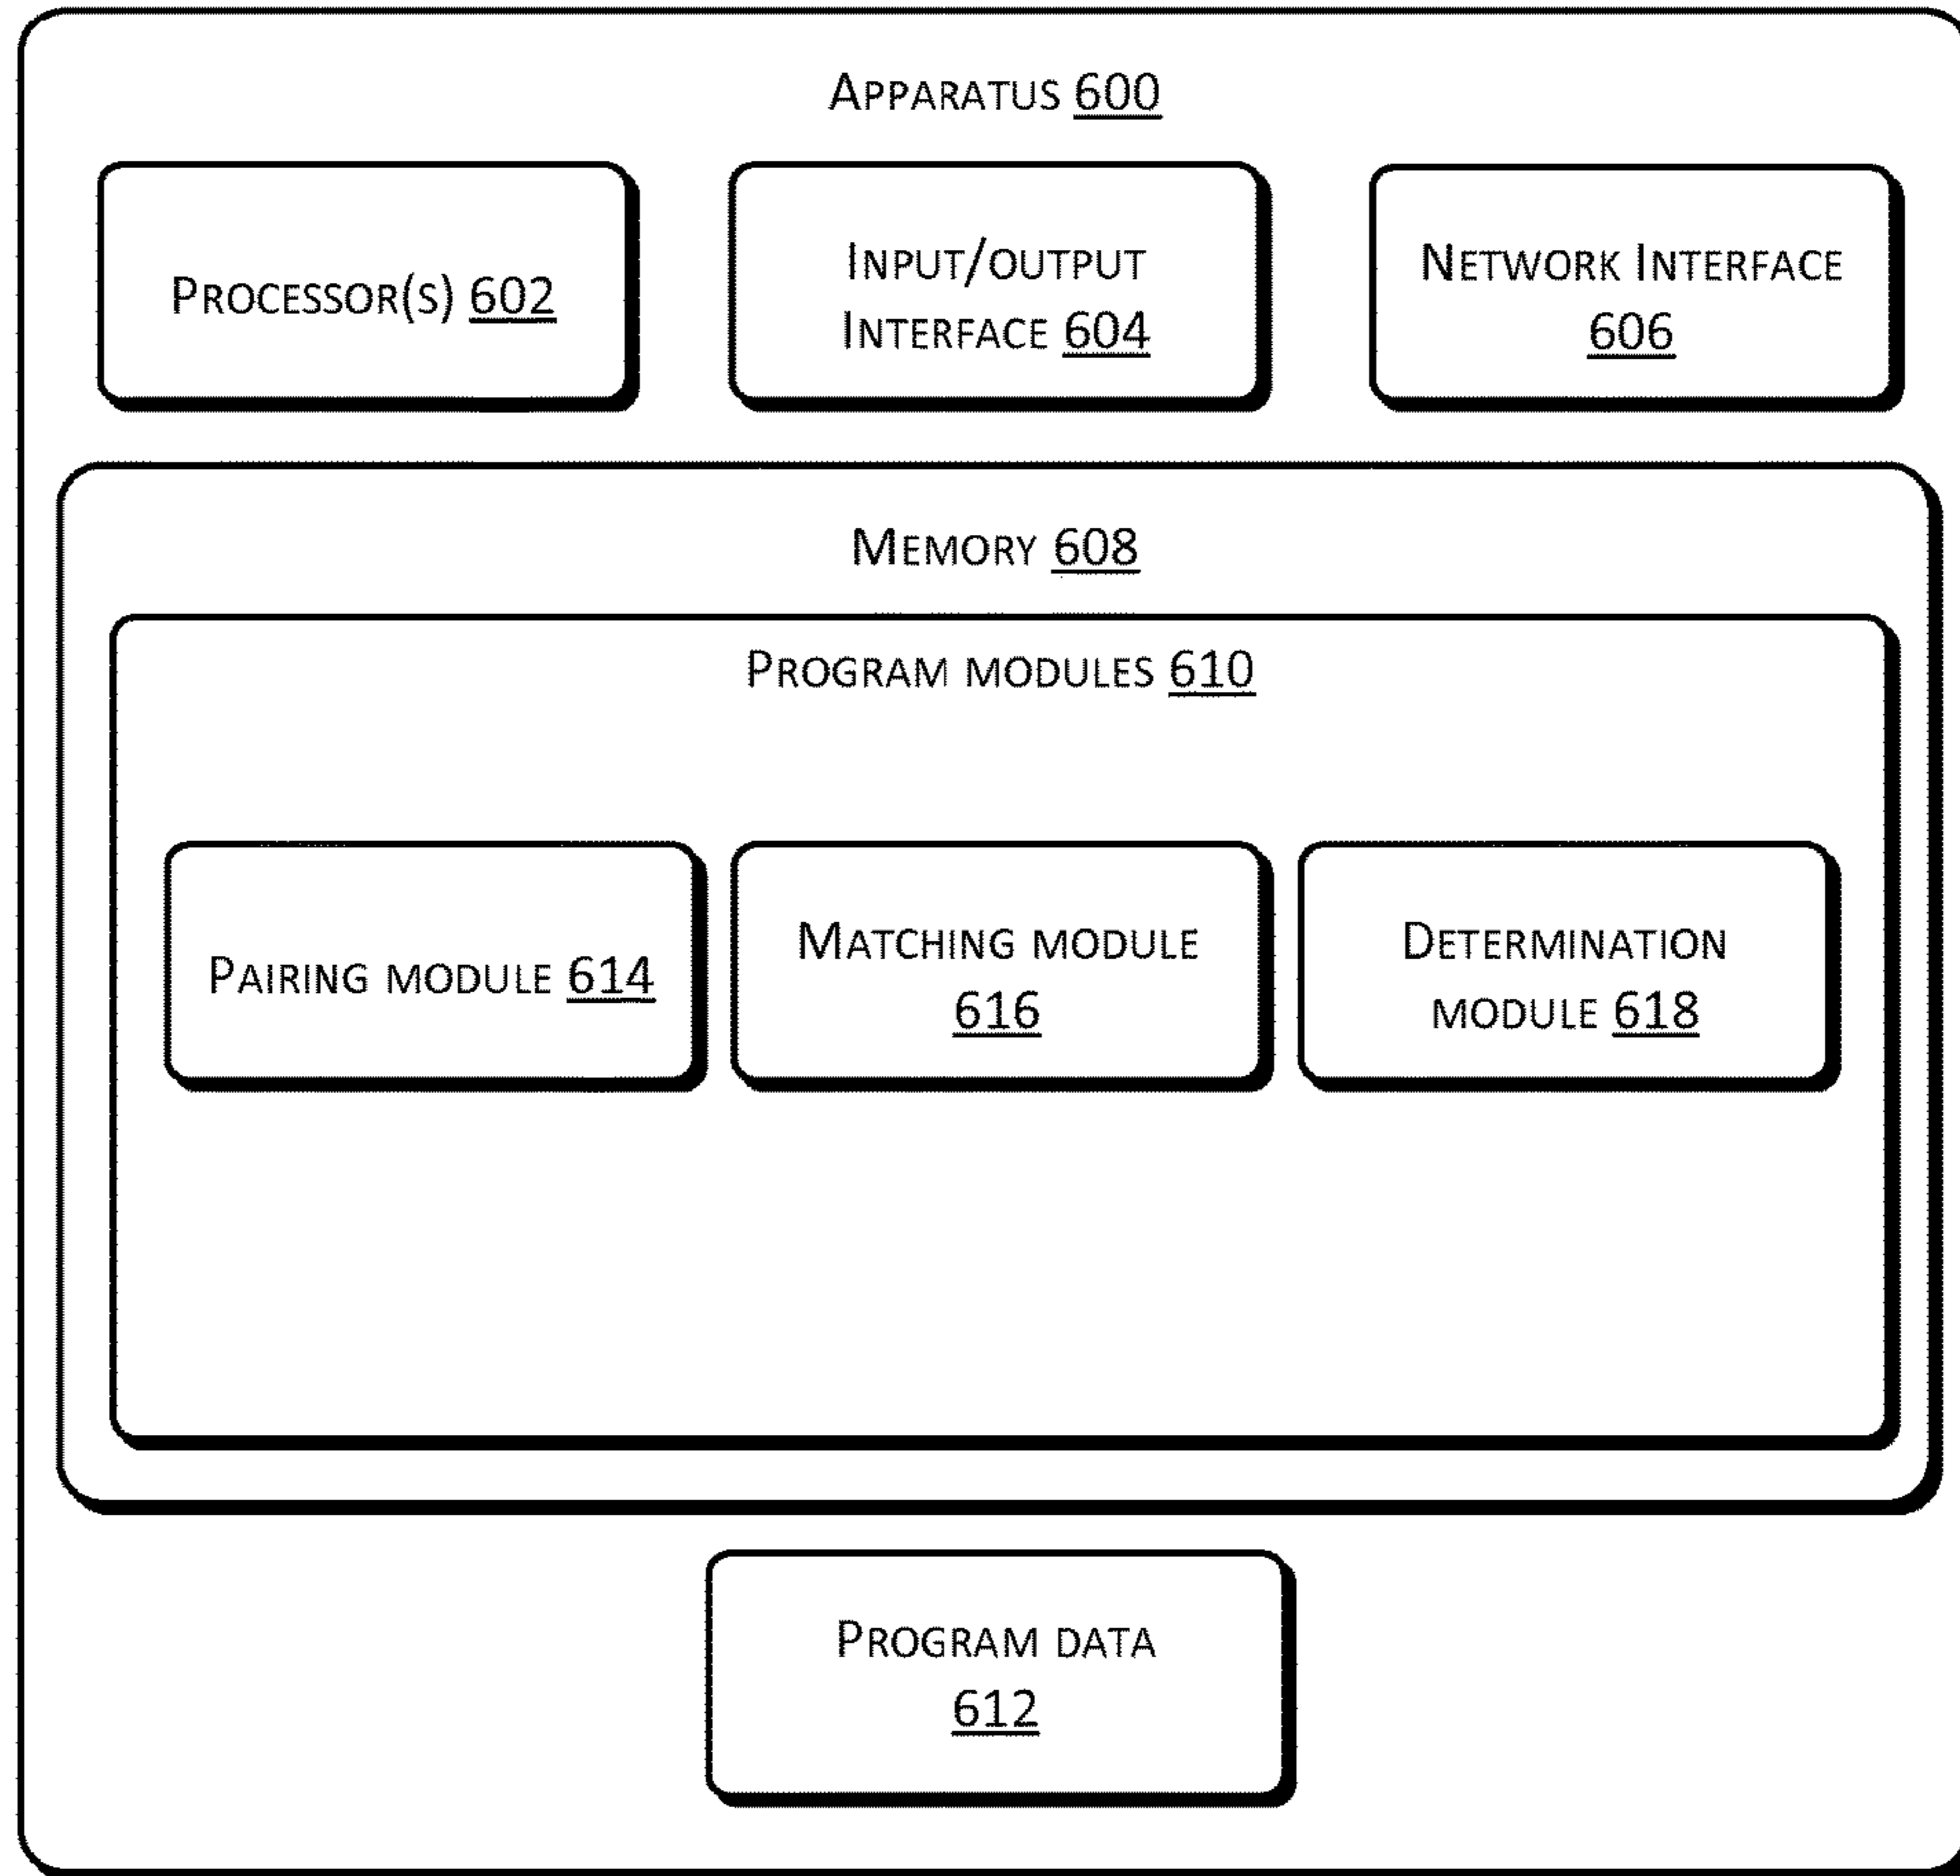 APPARATUS 600
PROCESSOR(S) 602
INPUT/OUTPUT
INTERFACE 604
NETWORK INTERFACE
606
MEMORY 608
PROGRAM MODULES 610
PAIRING MODULE 614
MATCHING MODULE
616
DETERMINATION
MODULE 618
PROGRAM DATA
612